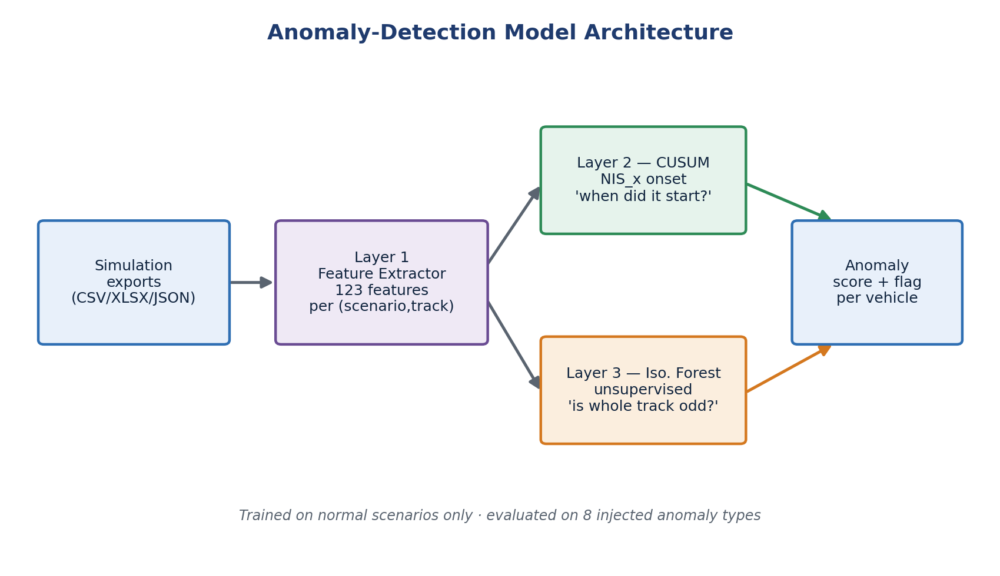 Anomaly-Detection Model Architecture
Simulation
exports
(CSV/XLSX/JSON)
Layer 1
Feature Extractor
123 features
per (scenario,track)
Layer 2 — CUSUM
NIS_x onset
'when did it start?'
Layer 3 — Iso. Forest
unsupervised
'is whole track odd?'
Anomaly
score + flag
per vehicle
Trained on normal scenarios only · evaluated on 8 injected anomaly types